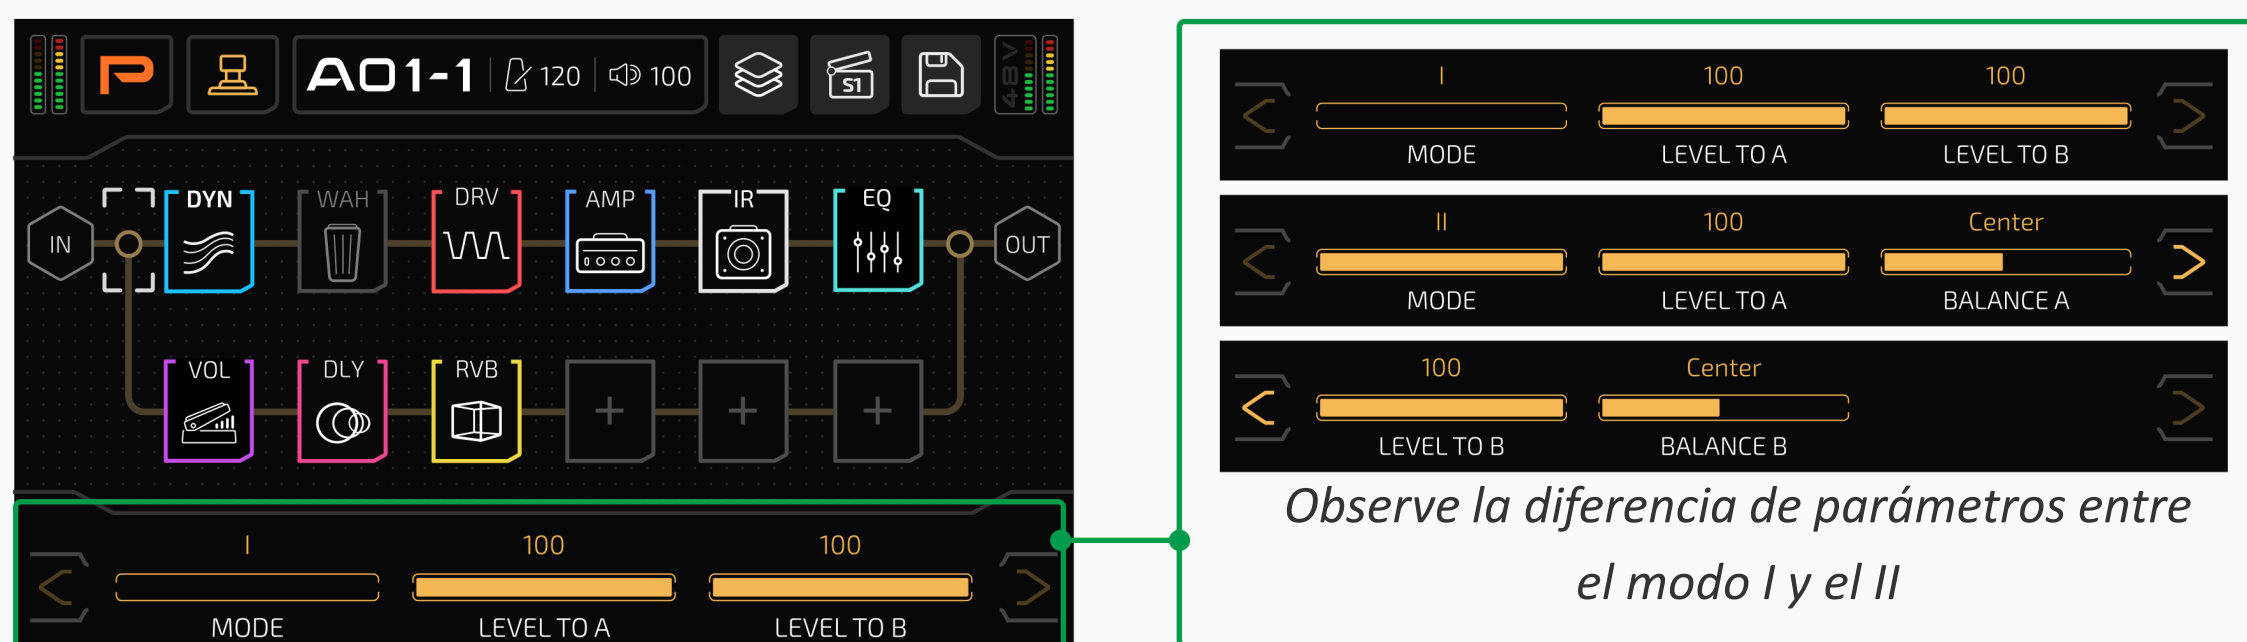 P A01-1 120 100 S1 48V
DYN WAH DRV AMP IR EQ
IN OUT
VOL DLY RVB
+ + +
I 100 100
MODE LEVEL TO A LEVEL TO B
I 100 100
MODE LEVEL TO A LEVEL TO B
II 100 Center
MODE LEVEL TO A BALANCE A
100 Center
LEVEL TO B BALANCE B
Observe la diferencia de parámetros entre
el modo I y el II